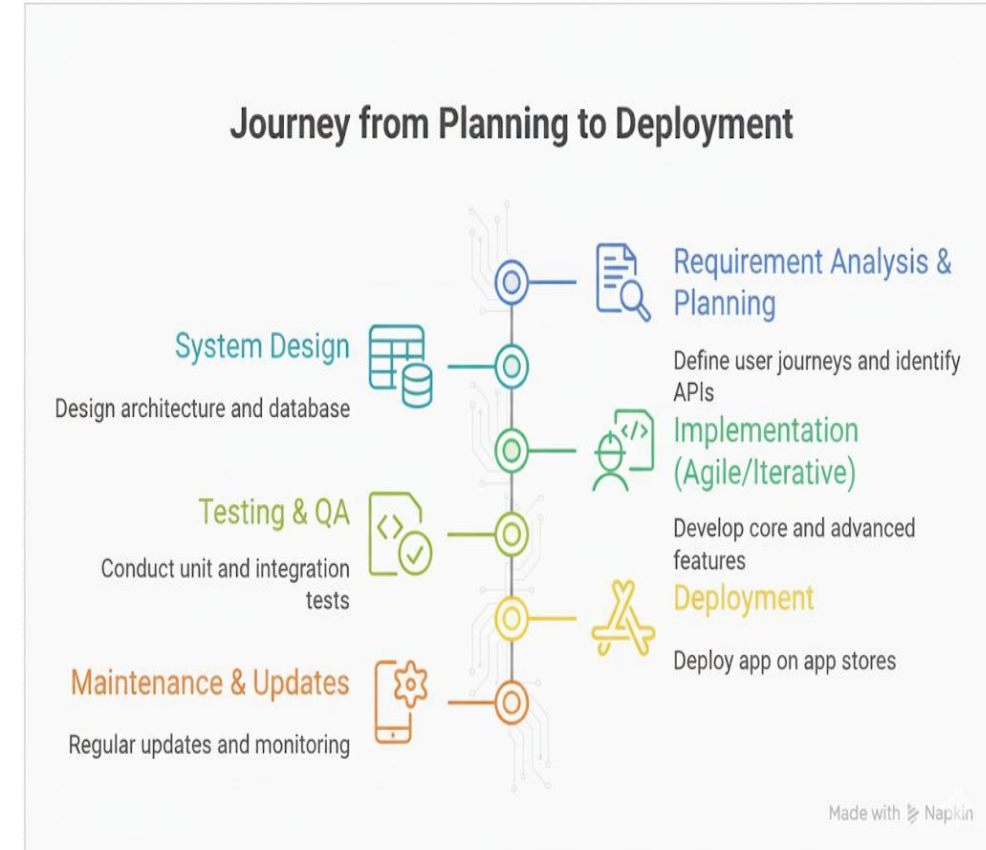 Journey from Planning to Deployment
Requirement Analysis &
Planning
Define user journeys and identify
APIs
System Design
Design architecture and database
Implementation
(Agile/Iterative)
Develop core and advanced
features
Testing & QA
Conduct unit and integration
tests
Deployment
Deploy app on app stores
Maintenance & Updates
Regular updates and monitoring
Made with Napkin